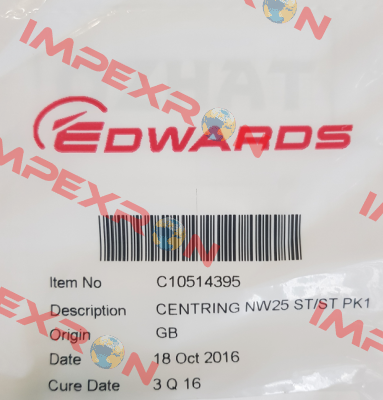 IMPEXRON
EDWARDS
IMPEXRON
Item No C10514395
Description CENTRING NW25 ST/ST PK1
Origin GB
Date 18 Oct 2016
Cure Date 3 Q 16